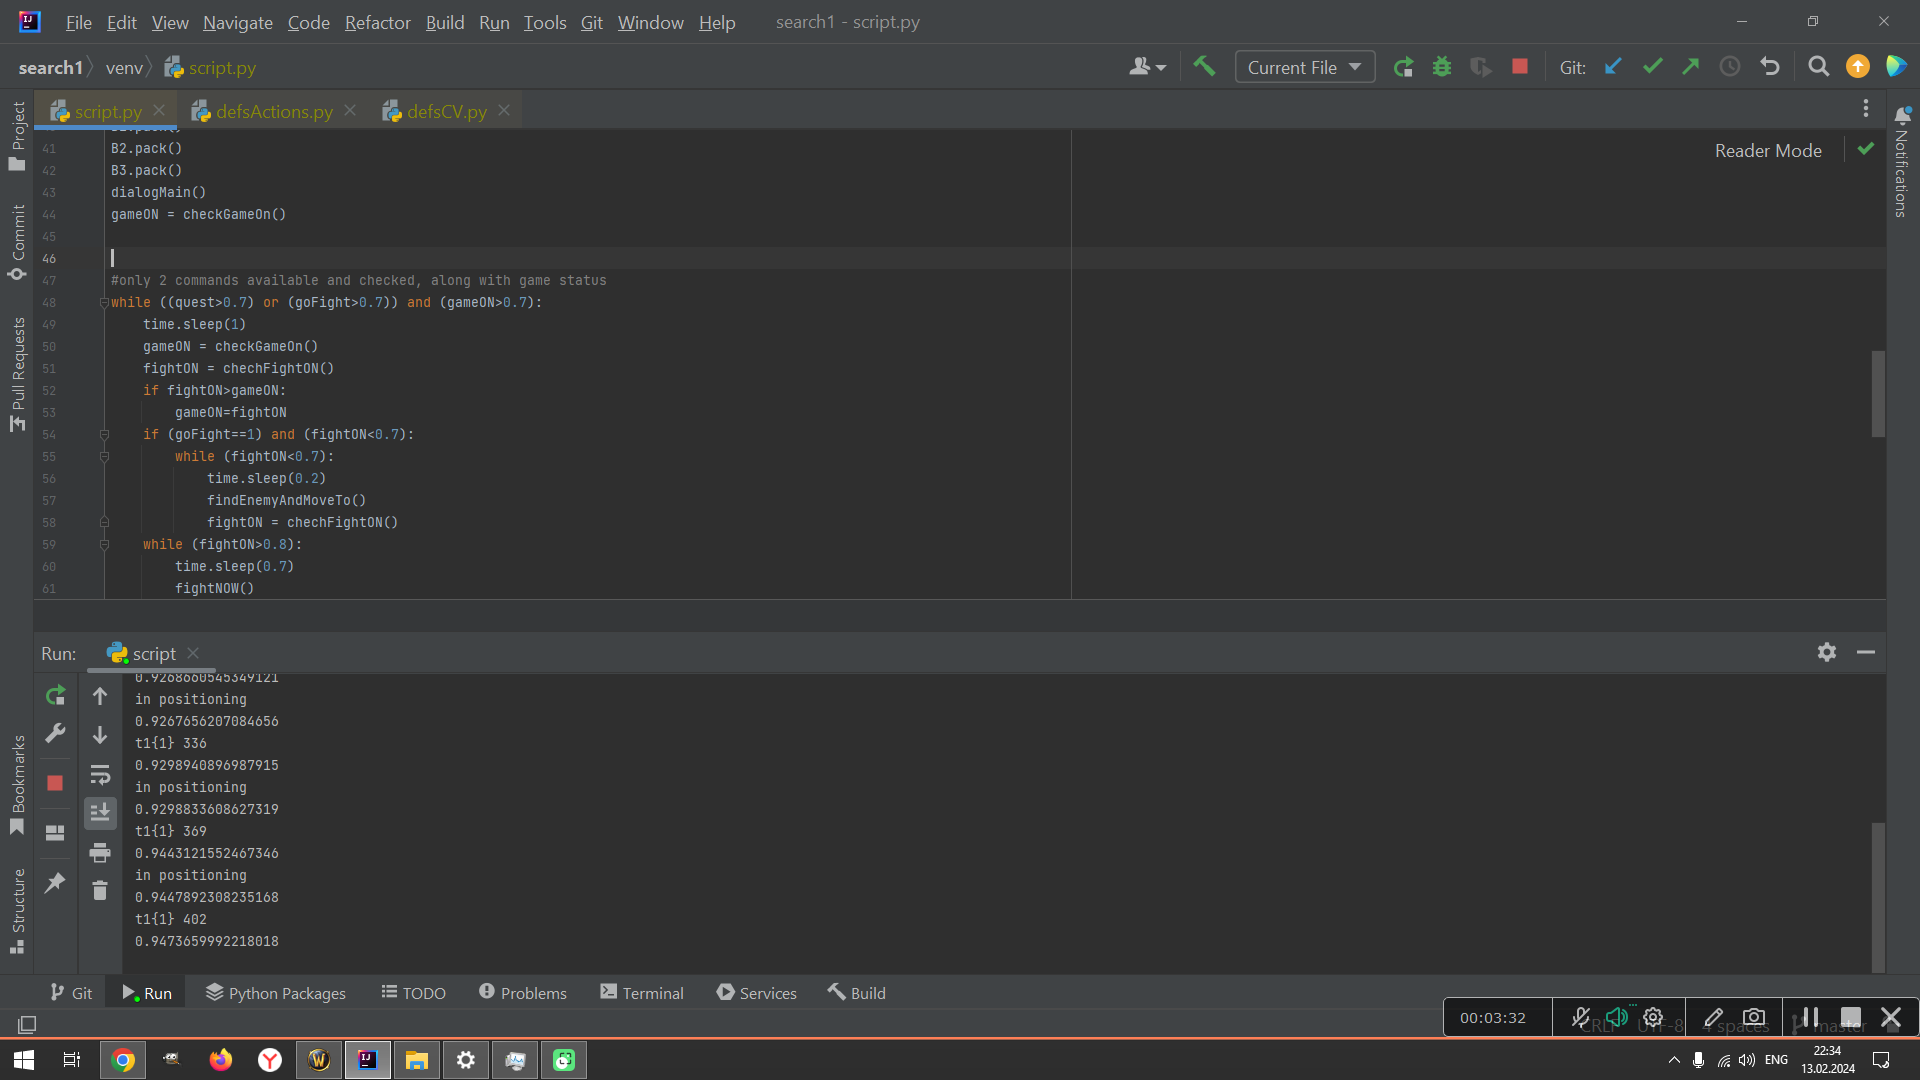 File Edit View Navigate Code Refactor Build Run Tools Git Window Help search1 - script.py
search1 venv script.py Current File Git:
script.py defsActions.py defsCV.py
Reader Mode
41 B2.pack()
42 B3.pack()
43 dialogMain()
44 gameON = checkGameOn()
45
46
47 #only 2 commands available and checked, along with game status
48 while ((quest>0.7) or (goFight>0.7)) and (gameON>0.7):
49 time.sleep(1)
50 gameON = checkGameOn()
51 fightON = chechFightON()
52 if fightON>gameON:
53 gameON=fightON
54 if (goFight==1) and (fightON<0.7):
55 while (fightON<0.7):
56 time.sleep(0.2)
57 findEnemyAndMoveTo()
58 fightON = chechFightON()
59 while (fightON>0.8):
60 time.sleep(0.7)
61 fightNOW()
Project
Commit
Pull Requests
Bookmarks
Structure
Notifications
Run: script
0.9268660545349121
in positioning
0.9267656207084656
t1{1} 336
0.9298940896987915
in positioning
0.9298833608627319
t1{1} 369
0.9443121552467346
in positioning
0.9447892308235168
t1{1} 402
0.9473659992218018
Git Run Python Packages TODO Problems Terminal Services Build
00:03:32
CRLF UTF-8 4 spaces master
ENG 22:34
13.02.2024